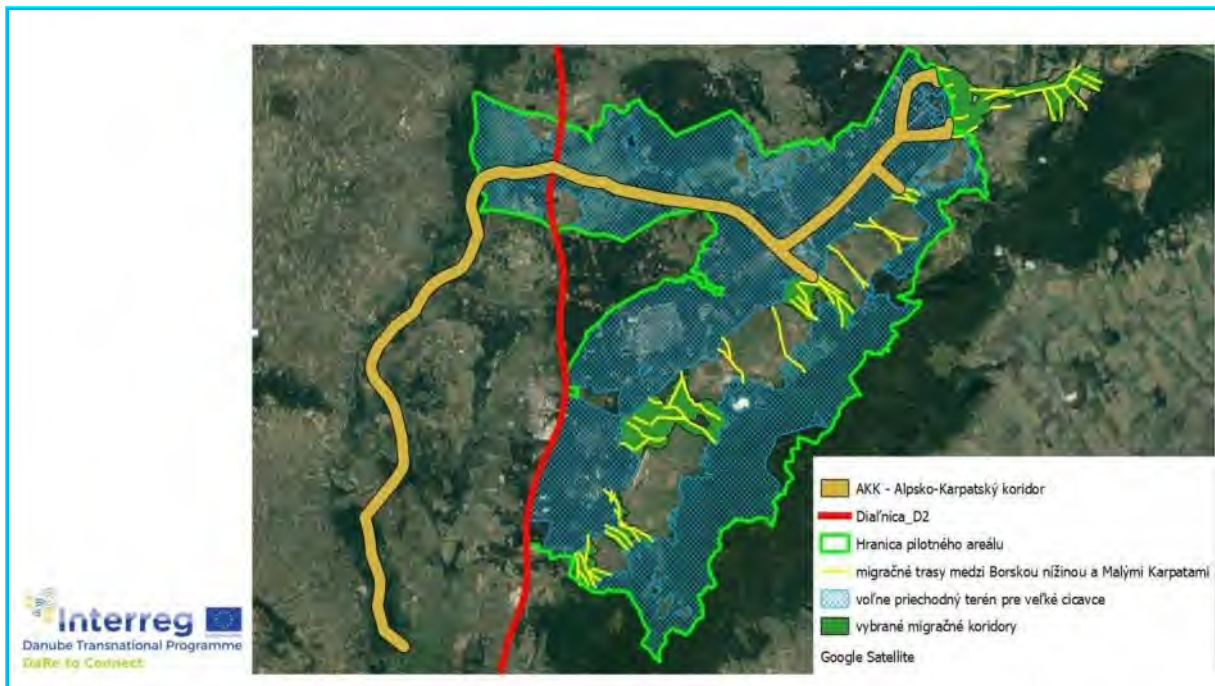 AKK - Alpsko-Karpatský koridor
Diaľnica_D2
Hranica pilotného areálu
migračné trasy medzi Borskou nížinou a Malými Karpatami
voľne priechodný terén pre veľké cicavce
vybrané migračné koridory
Google Satellite
Interreg
Danube Transnational Programme
DaRe to Connect